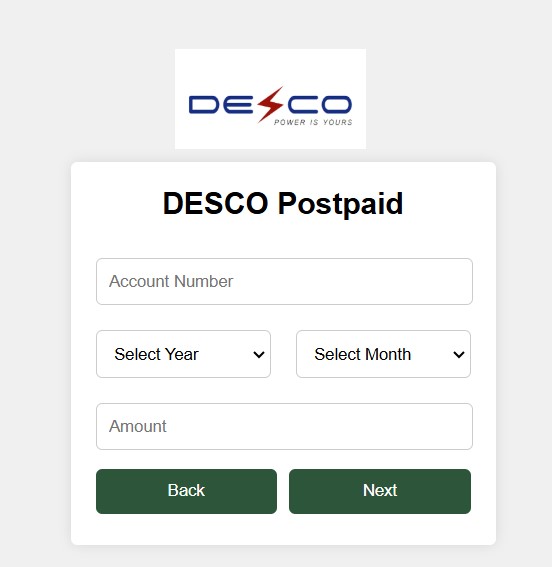 DESCO
POWER IS YOURS
DESCO Postpaid
Account Number
Select Year
Select Month
Amount
Back
Next